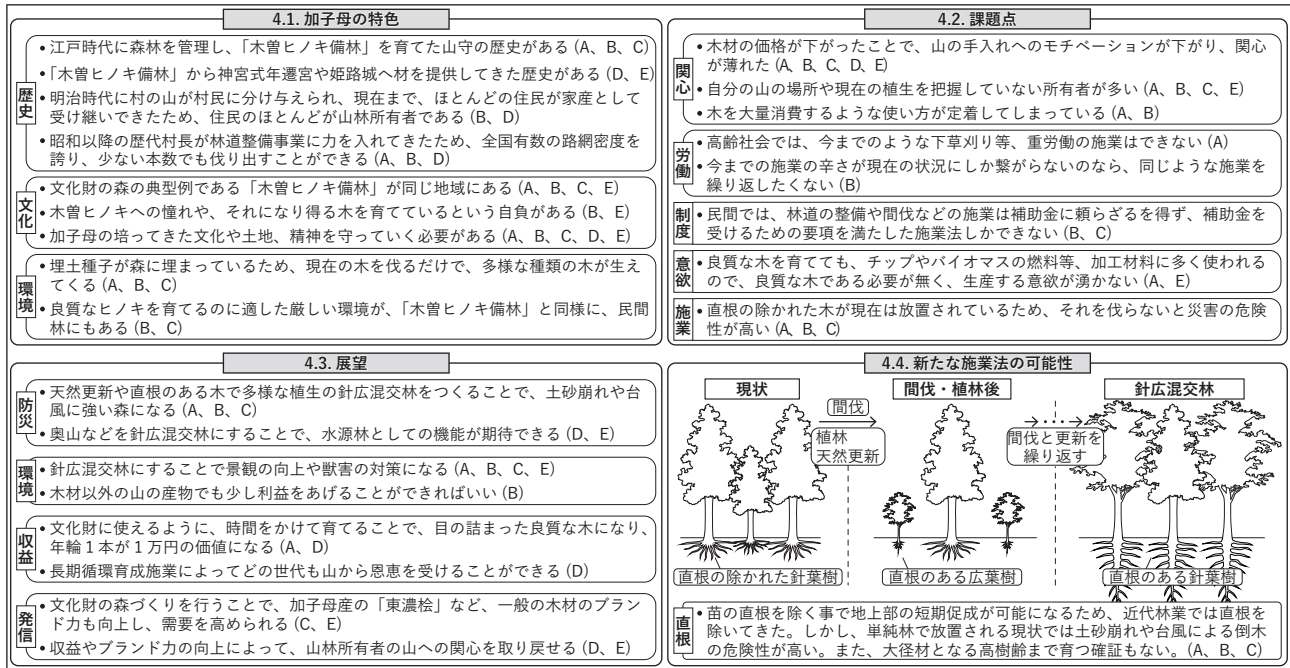 4.1. 加子母の特色
歴史
• 江戸時代に森林を管理し、「木曽ヒノキ備林」を育てた山守の歴史がある (A、B、C)
• 「木曽ヒノキ備林」から神宮式年遷宮や姫路城へ材を提供してきた歴史がある (D、E)
• 明治時代に村の山が村民に分け与えられ、現在まで、ほとんどの住民が家産として
受け継いできたため、住民のほとんどが山林所有者である (B、D)
• 昭和以降の歴代村長が林道整備事業に力を入れてきたため、全国有数の路網密度を
誇り、少ない本数でも伐り出すことができる (A、B、D)
文化
• 文化財の森の典型例である「木曽ヒノキ備林」が同じ地域にある (A、B、C、E)
• 木曽ヒノキへの憧れや、それになり得る木を育てているという自負がある (B、E)
• 加子母の培ってきた文化や土地、精神を守っていく必要がある (A、B、C、D、E)
環境
• 埋土種子が森に埋まっているため、現在の木を伐るだけで、多様な種類の木が生え
てくる (A、B、C)
• 良質なヒノキを育てるのに適した厳しい環境が、「木曽ヒノキ備林」と同様に、民間
林にもある (B、C)
4.2. 課題点
関心
• 木材の価格が下がったことで、山の手入れへのモチベーションが下がり、関心
が薄れた (A、B、C、D、E)
• 自分の山の場所や現在の植生を把握していない所有者が多い (A、B、C、E)
• 木を大量消費するような使い方が定着してしまっている (A、B)
労働
• 高齢社会では、今までのような下草刈り等、重労働の施業はできない (A)
• 今までの施業の辛さが現在の状況にしか繋がらないのなら、同じような施業を
繰り返したくない (B)
制度
• 民間では、林道の整備や間伐などの施業は補助金に頼らざるを得ず、補助金を
受けるための要項を満たした施業法しかできない (B、C)
意欲
• 良質な木を育てても、チップやバイオマスの燃料等、加工材料に多く使われる
ので、良質な木である必要が無く、生産する意欲が湧かない (A、E)
施業
• 直根の除かれた木が現在は放置されているため、それを伐らないと災害の危険
性が高い (A、B、C)
4.3. 展望
防災
• 天然更新や直根のある木で多様な植生の針広混交林をつくることで、土砂崩れや台
風に強い森になる (A、B、C)
• 奥山などを針広混交林にすることで、水源林としての機能が期待できる (D、E)
環境
• 針広混交林にすることで景観の向上や獣害の対策になる (A、B、C、E)
• 木材以外の山の産物でも少し利益をあげることができればいい (B)
収益
• 文化財に使えるように、時間をかけて育てることで、目の詰まった良質な木になり、
年輪 1 本が 1 万円の価値になる (A、D)
• 長期循環育成施業によってどの世代も山から恩恵を受けることができる (D)
発信
• 文化財の森づくりを行うことで、加子母産の「東濃桧」など、一般の木材のブラン
ド力も向上し、需要を高められる (C、E)
• 収益やブランド力の向上によって、山林所有者の山への関心を取り戻せる (D、E)
4.4. 新たな施業法の可能性
現状
間伐・植林後
針広混交林
間伐
植林
天然更新
・・・・
間伐と更新を
繰り返す
直根の除かれた針葉樹
直根のある広葉樹
直根のある針葉樹
直根
• 苗の直根を除く事で地上部の短期促成が可能になるため、近代林業では直根を
除いてきた。しかし、単純林で放置される現状では土砂崩れや台風による倒木
の危険性が高い。また、大径材となる高樹齢まで育つ確証もない。(A、B、C)